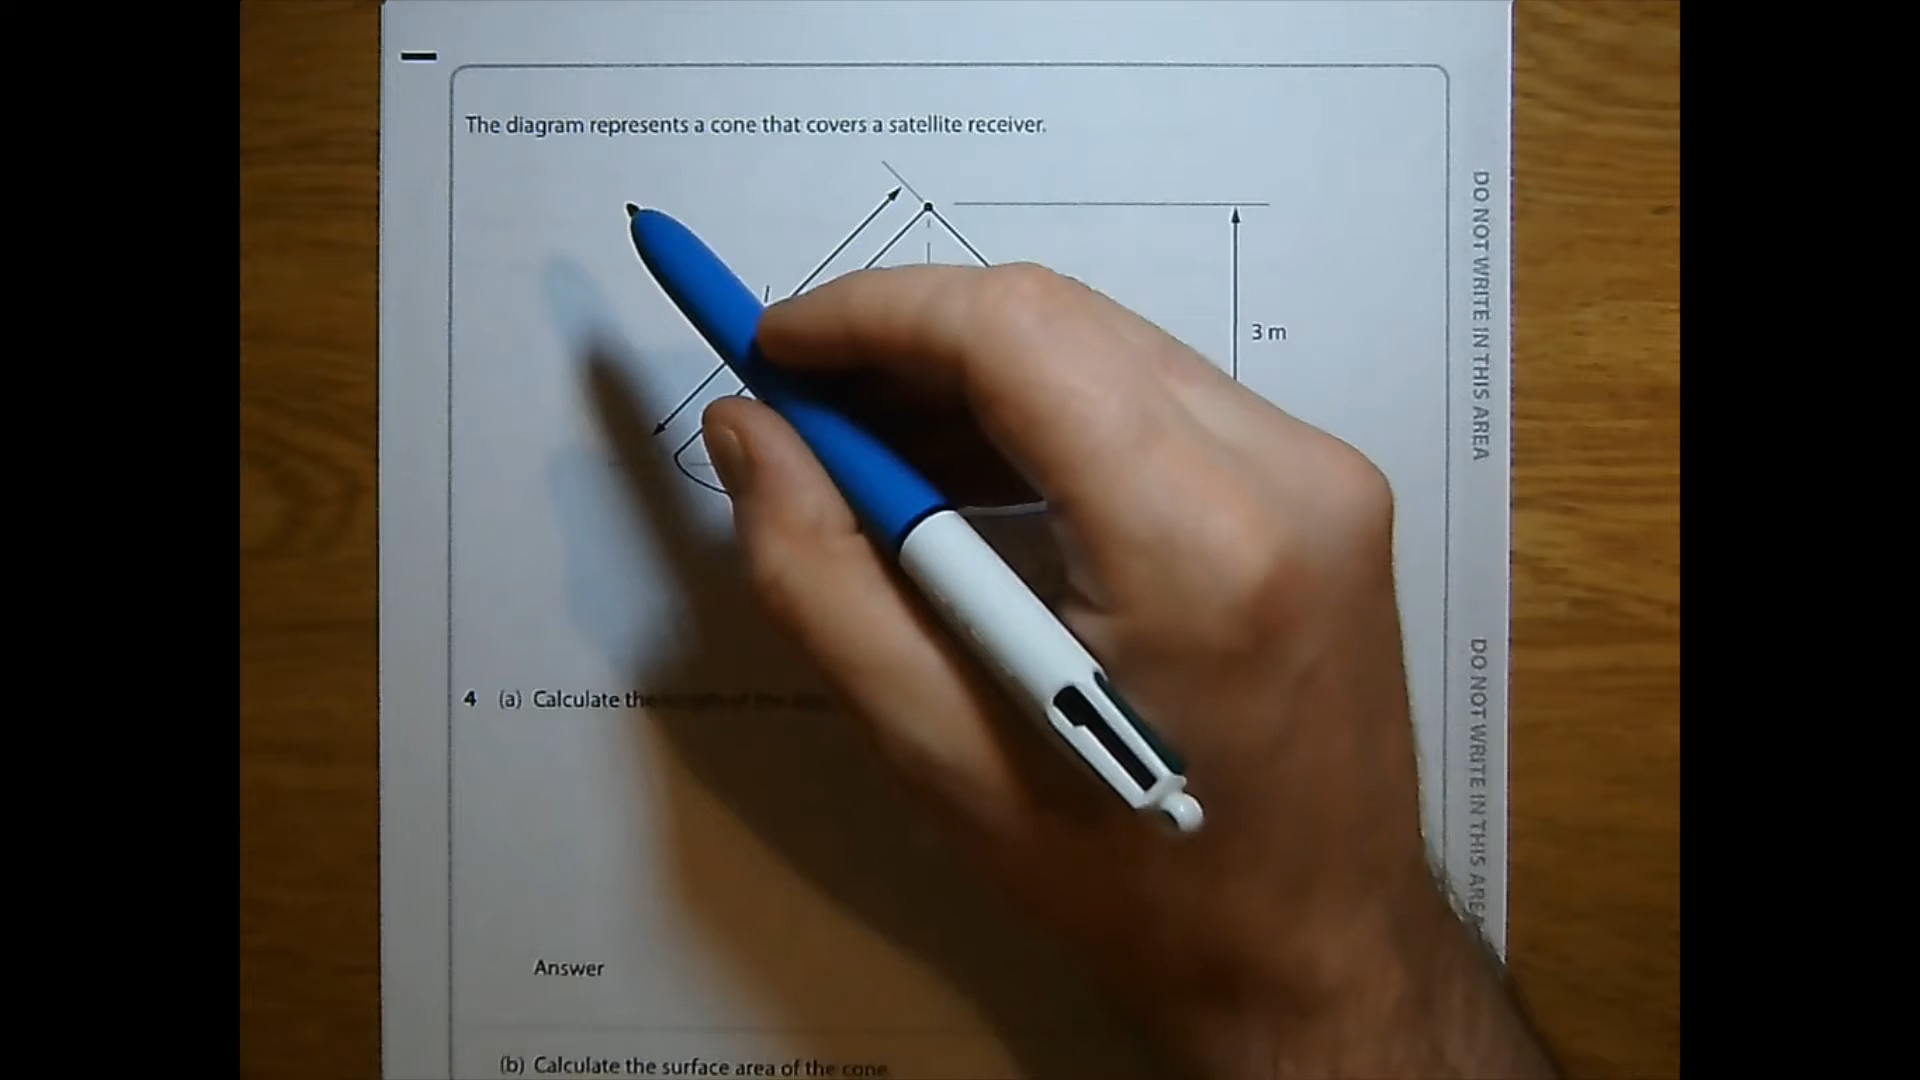 The diagram represents a cone that covers a satellite receiver.
3 m
4 (a) Calculate the
Answer
(b) Calculate the surface area of the cone
DO NOT WRITE IN THIS AREA
DO NOT WRITE IN THIS AREA